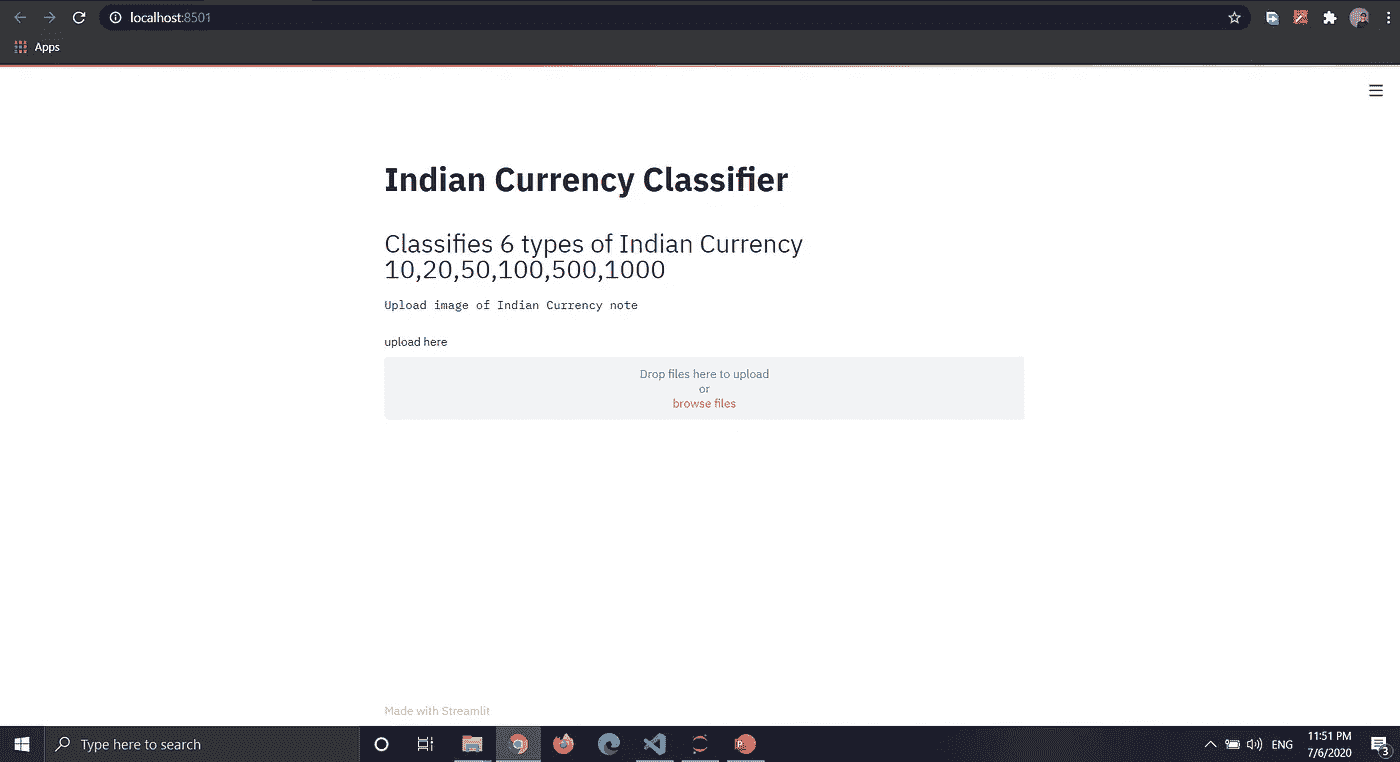 localhost:8501
Apps
Indian Currency Classifier
Classifies 6 types of Indian Currency
10,20,50,100,500,1000
Upload image of Indian Currency note
upload here
Drop files here to upload
or
browse files
Made with Streamlit
Type here to search
ENG
11:51 PM
7/6/2020
3